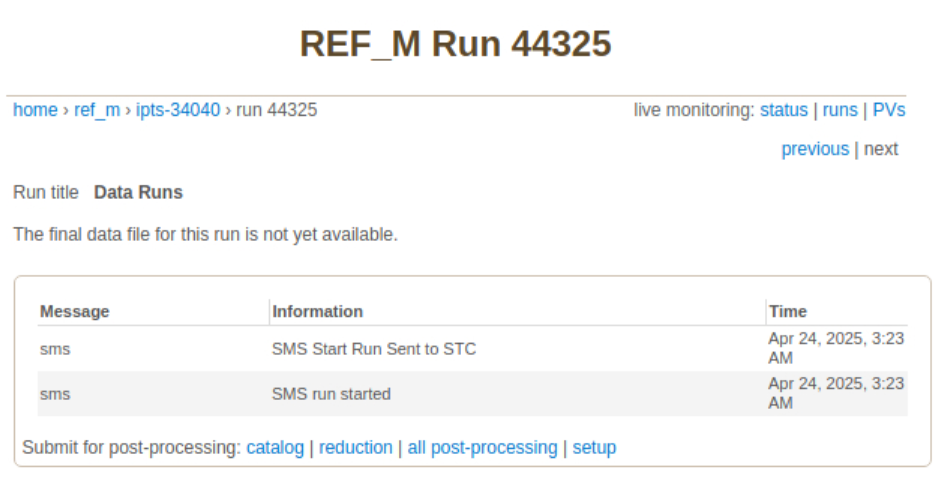 REF_M Run 44325
home › ref_m › ipts-34040 › run 44325 live monitoring: status | runs | PVs
previous | next
Run title Data Runs
The final data file for this run is not yet available.
Message Information Time
sms SMS Start Run Sent to STC Apr 24, 2025, 3:23
AM
sms SMS run started Apr 24, 2025, 3:23
AM
Submit for post-processing: catalog | reduction | all post-processing | setup